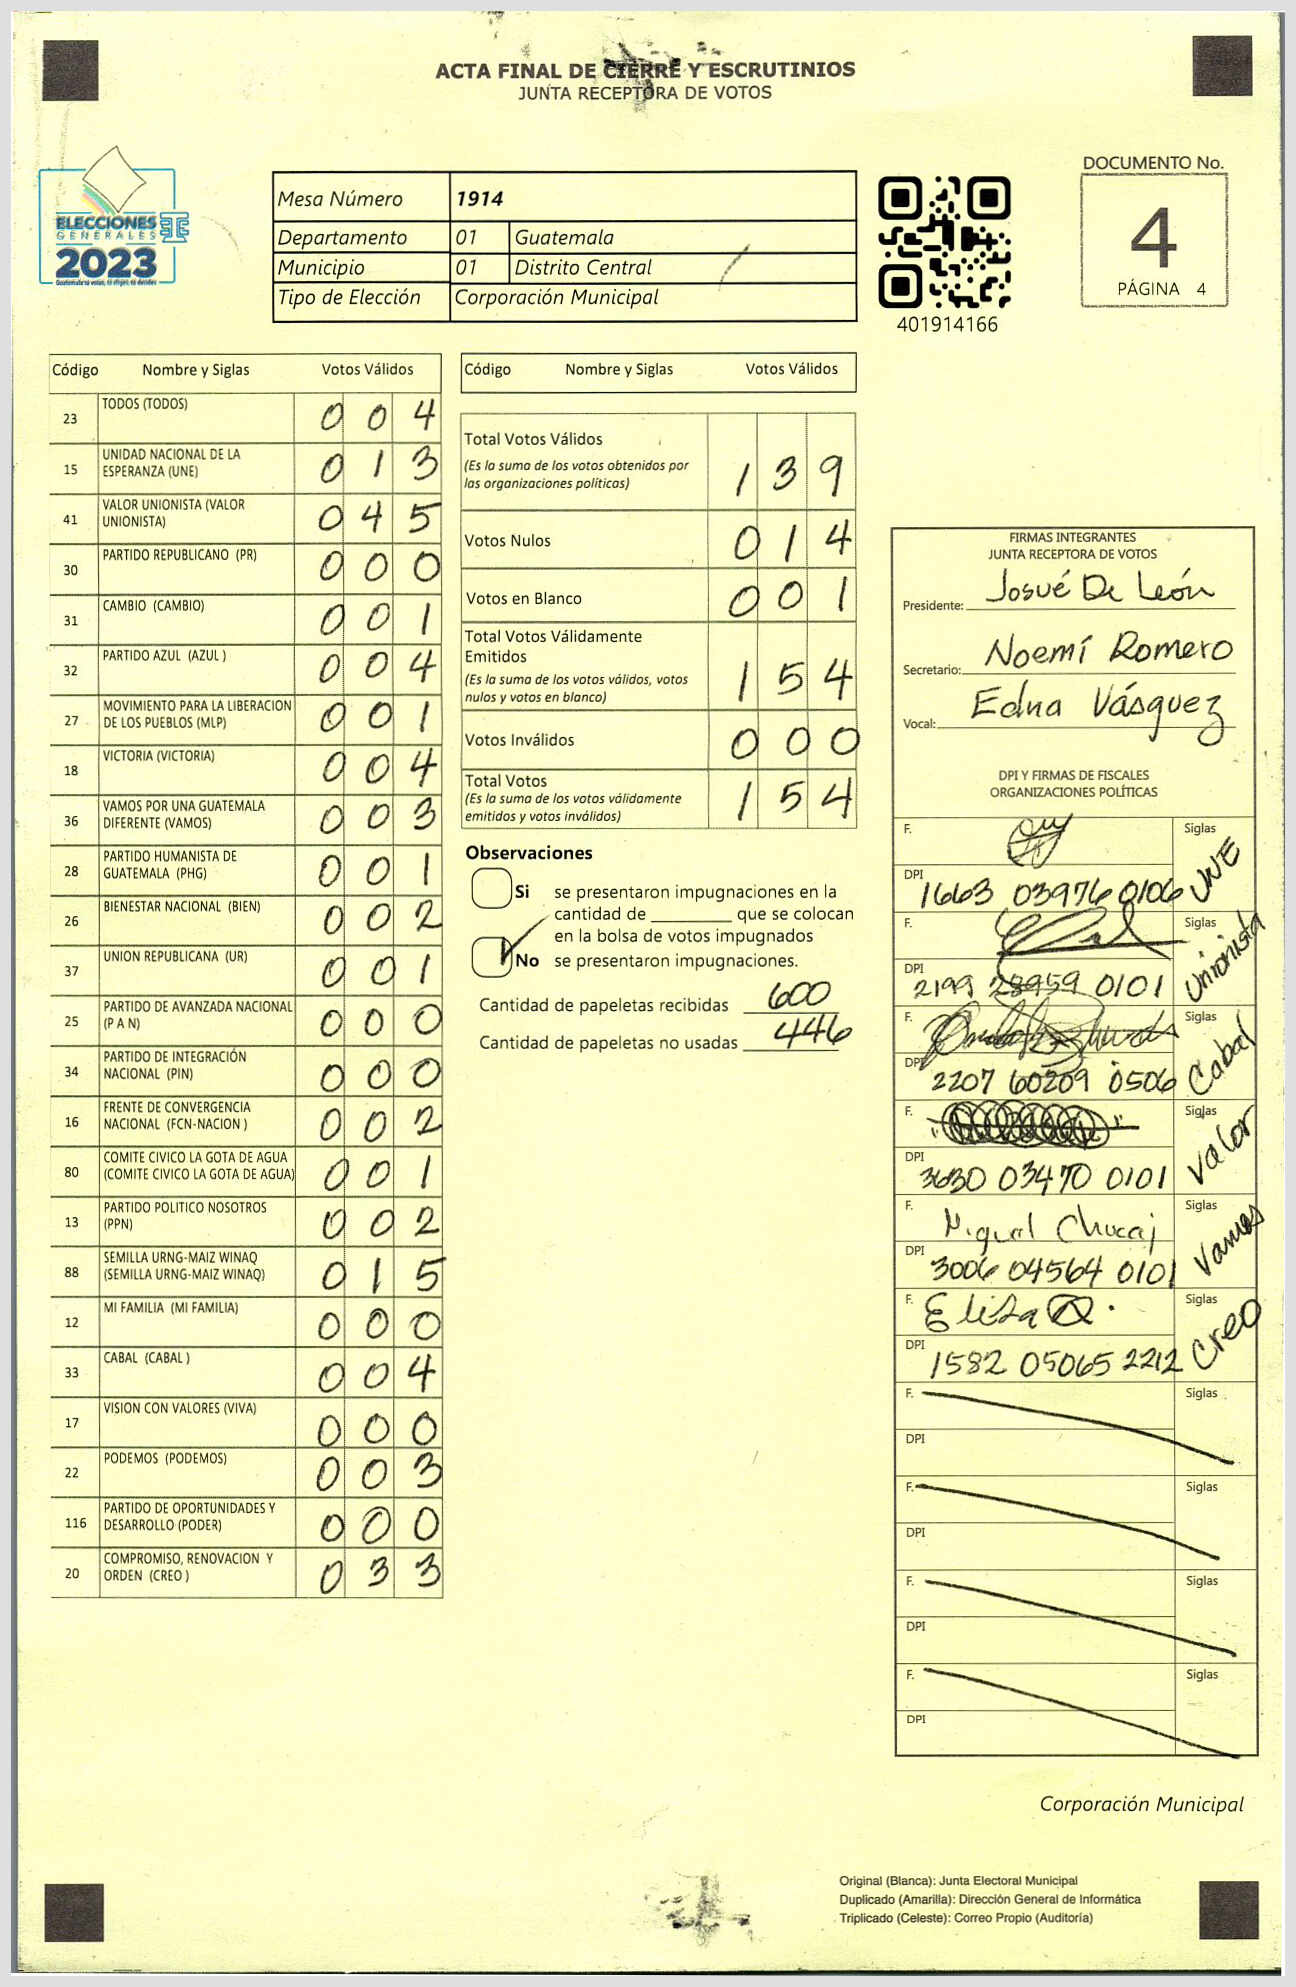 ACTA FINAL DE CIERRE Y ESCRUTINIOS
JUNTA RECEPTORA DE VOTOS
ELECCIONES
GENERALES
2023
Guatemala tú votas, tú eliges, tú decides
Mesa Número 1914
Departamento 01 Guatemala
Municipio 01 Distrito Central
Tipo de Elección Corporación Municipal
401914166
DOCUMENTO No.
4
PÁGINA 4
Código Nombre y Siglas Votos Válidos
23 TODOS (TODOS) 0 0 4
15 UNIDAD NACIONAL DE LA ESPERANZA (UNE) 0 1 3
41 VALOR UNIONISTA (VALOR UNIONISTA) 0 4 5
30 PARTIDO REPUBLICANO (PR) 0 0 0
31 CAMBIO (CAMBIO) 0 0 1
32 PARTIDO AZUL (AZUL ) 0 0 4
27 MOVIMIENTO PARA LA LIBERACION DE LOS PUEBLOS (MLP) 0 0 1
18 VICTORIA (VICTORIA) 0 0 4
36 VAMOS POR UNA GUATEMALA DIFERENTE (VAMOS) 0 0 3
28 PARTIDO HUMANISTA DE GUATEMALA (PHG) 0 0 1
26 BIENESTAR NACIONAL (BIEN) 0 0 2
37 UNION REPUBLICANA (UR) 0 0 1
25 PARTIDO DE AVANZADA NACIONAL (P A N) 0 0 0
34 PARTIDO DE INTEGRACIÓN NACIONAL (PIN) 0 0 0
16 FRENTE DE CONVERGENCIA NACIONAL (FCN-NACION ) 0 0 2
80 COMITE CIVICO LA GOTA DE AGUA (COMITE CIVICO LA GOTA DE AGUA) 0 0 1
13 PARTIDO POLITICO NOSOTROS (PPN) 0 0 2
88 SEMILLA URNG-MAIZ WINAQ (SEMILLA URNG-MAIZ WINAQ) 0 1 5
12 MI FAMILIA (MI FAMILIA) 0 0 0
33 CABAL (CABAL ) 0 0 4
17 VISION CON VALORES (VIVA) 0 0 0
22 PODEMOS (PODEMOS) 0 0 3
116 PARTIDO DE OPORTUNIDADES Y DESARROLLO (PODER) 0 0 0
20 COMPROMISO, RENOVACION Y ORDEN (CREO ) 0 3 3
Código Nombre y Siglas Votos Válidos
Total Votos Válidos
(Es la suma de los votos obtenidos por
las organizaciones políticas) 1 3 9
Votos Nulos 0 1 4
Votos en Blanco 0 0 1
Total Votos Válidamente
Emitidos
(Es la suma de los votos válidos, votos
nulos y votos en blanco) 1 5 4
Votos Inválidos 0 0 0
Total Votos
(Es la suma de los votos válidamente
emitidos y votos inválidos) 1 5 4
Observaciones
Si se presentaron impugnaciones en la
cantidad de ________ que se colocan
en la bolsa de votos impugnados
No se presentaron impugnaciones.
Cantidad de papeletas recibidas 600
Cantidad de papeletas no usadas 446
FIRMAS INTEGRANTES
JUNTA RECEPTORA DE VOTOS
Presidente: Josué De León
Secretario: Noemí Romero
Vocal: Edna Vásquez
DPI Y FIRMAS DE FISCALES
ORGANIZACIONES POLÍTICAS
F. Siglas UNE
DPI 1663 03976 0106
F. Siglas Unionista
DPI 2199 28959 0101
F. Siglas Cabal
DPI 2207 60209 0506
F. Siglas Valor
DPI 3630 03470 0101
F. Miguel Chucaj Siglas Vamos
DPI 3006 04564 0101
F. Eliza Siglas Creo
DPI 1582 05065 2212
F. Siglas
DPI
F. Siglas
DPI
F. Siglas
DPI
F. Siglas
DPI
Corporación Municipal
Original (Blanca): Junta Electoral Municipal
Duplicado (Amarilla): Dirección General de Informática
Triplicado (Celeste): Correo Propio (Auditoría)